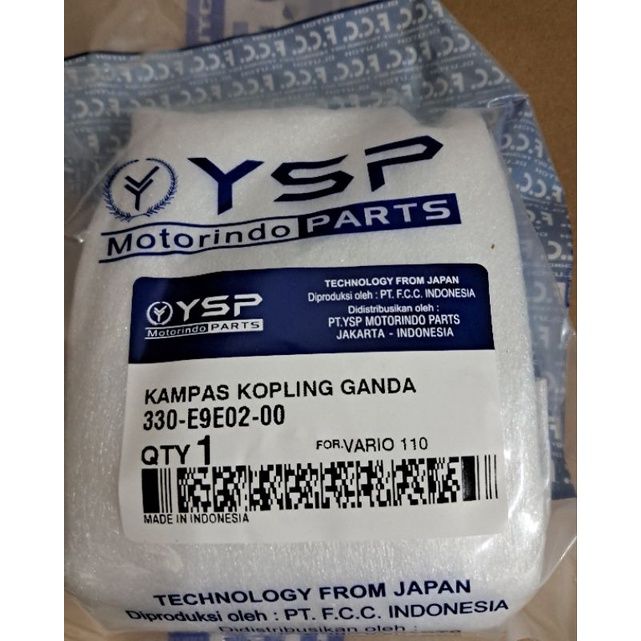 F.C.C.
YSP
Motorindo PARTS
YSP
Motorindo PARTS
TECHNOLOGY FROM JAPAN
Diproduksi oleh : PT. F.C.C. INDONESIA
Didistribusikan oleh :
PT.YSP MOTORINDO PARTS
JAKARTA - INDONESIA
KAMPAS KOPLING GANDA
330-E9E02-00
QTY 1
FOR. VARIO 110
MADE IN INDONESIA
TECHNOLOGY FROM JAPAN
Diproduksi oleh : PT. F.C.C. INDONESIA
Didistribusikan oleh :